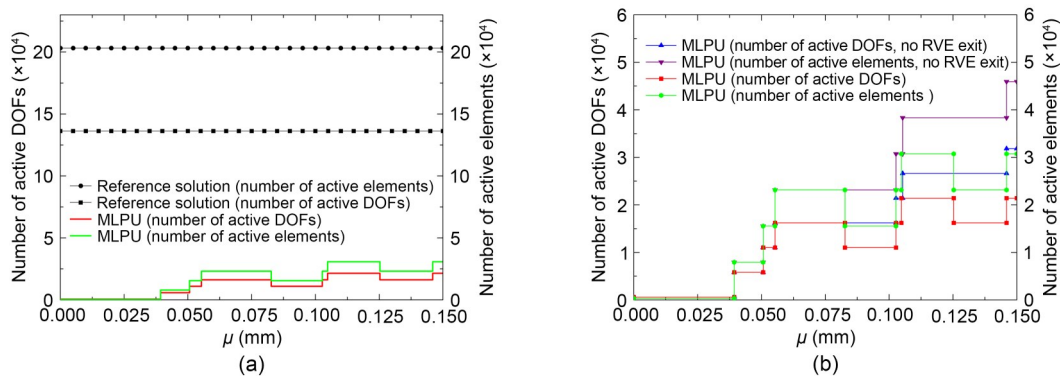 Number of active DOFs (×10⁴)
20
15
10
5
0
Reference solution (number of active elements)
Reference solution (number of active DOFs)
MLPU (number of active DOFs)
MLPU (number of active elements)
20
15
10
5
0
Number of active elements (×10⁴)
0.000 0.025 0.050 0.075 0.100 0.125 0.150
μ (mm)
(a)
Number of active DOFs (×10⁴)
6
5
4
3
2
1
0
MLPU (number of active DOFs, no RVE exit)
MLPU (number of active elements, no RVE exit)
MLPU (number of active DOFs)
MLPU (number of active elements )
6
5
4
3
2
1
0
Number of active elements (×10⁴)
0.000 0.025 0.050 0.075 0.100 0.125 0.150
μ (mm)
(b)